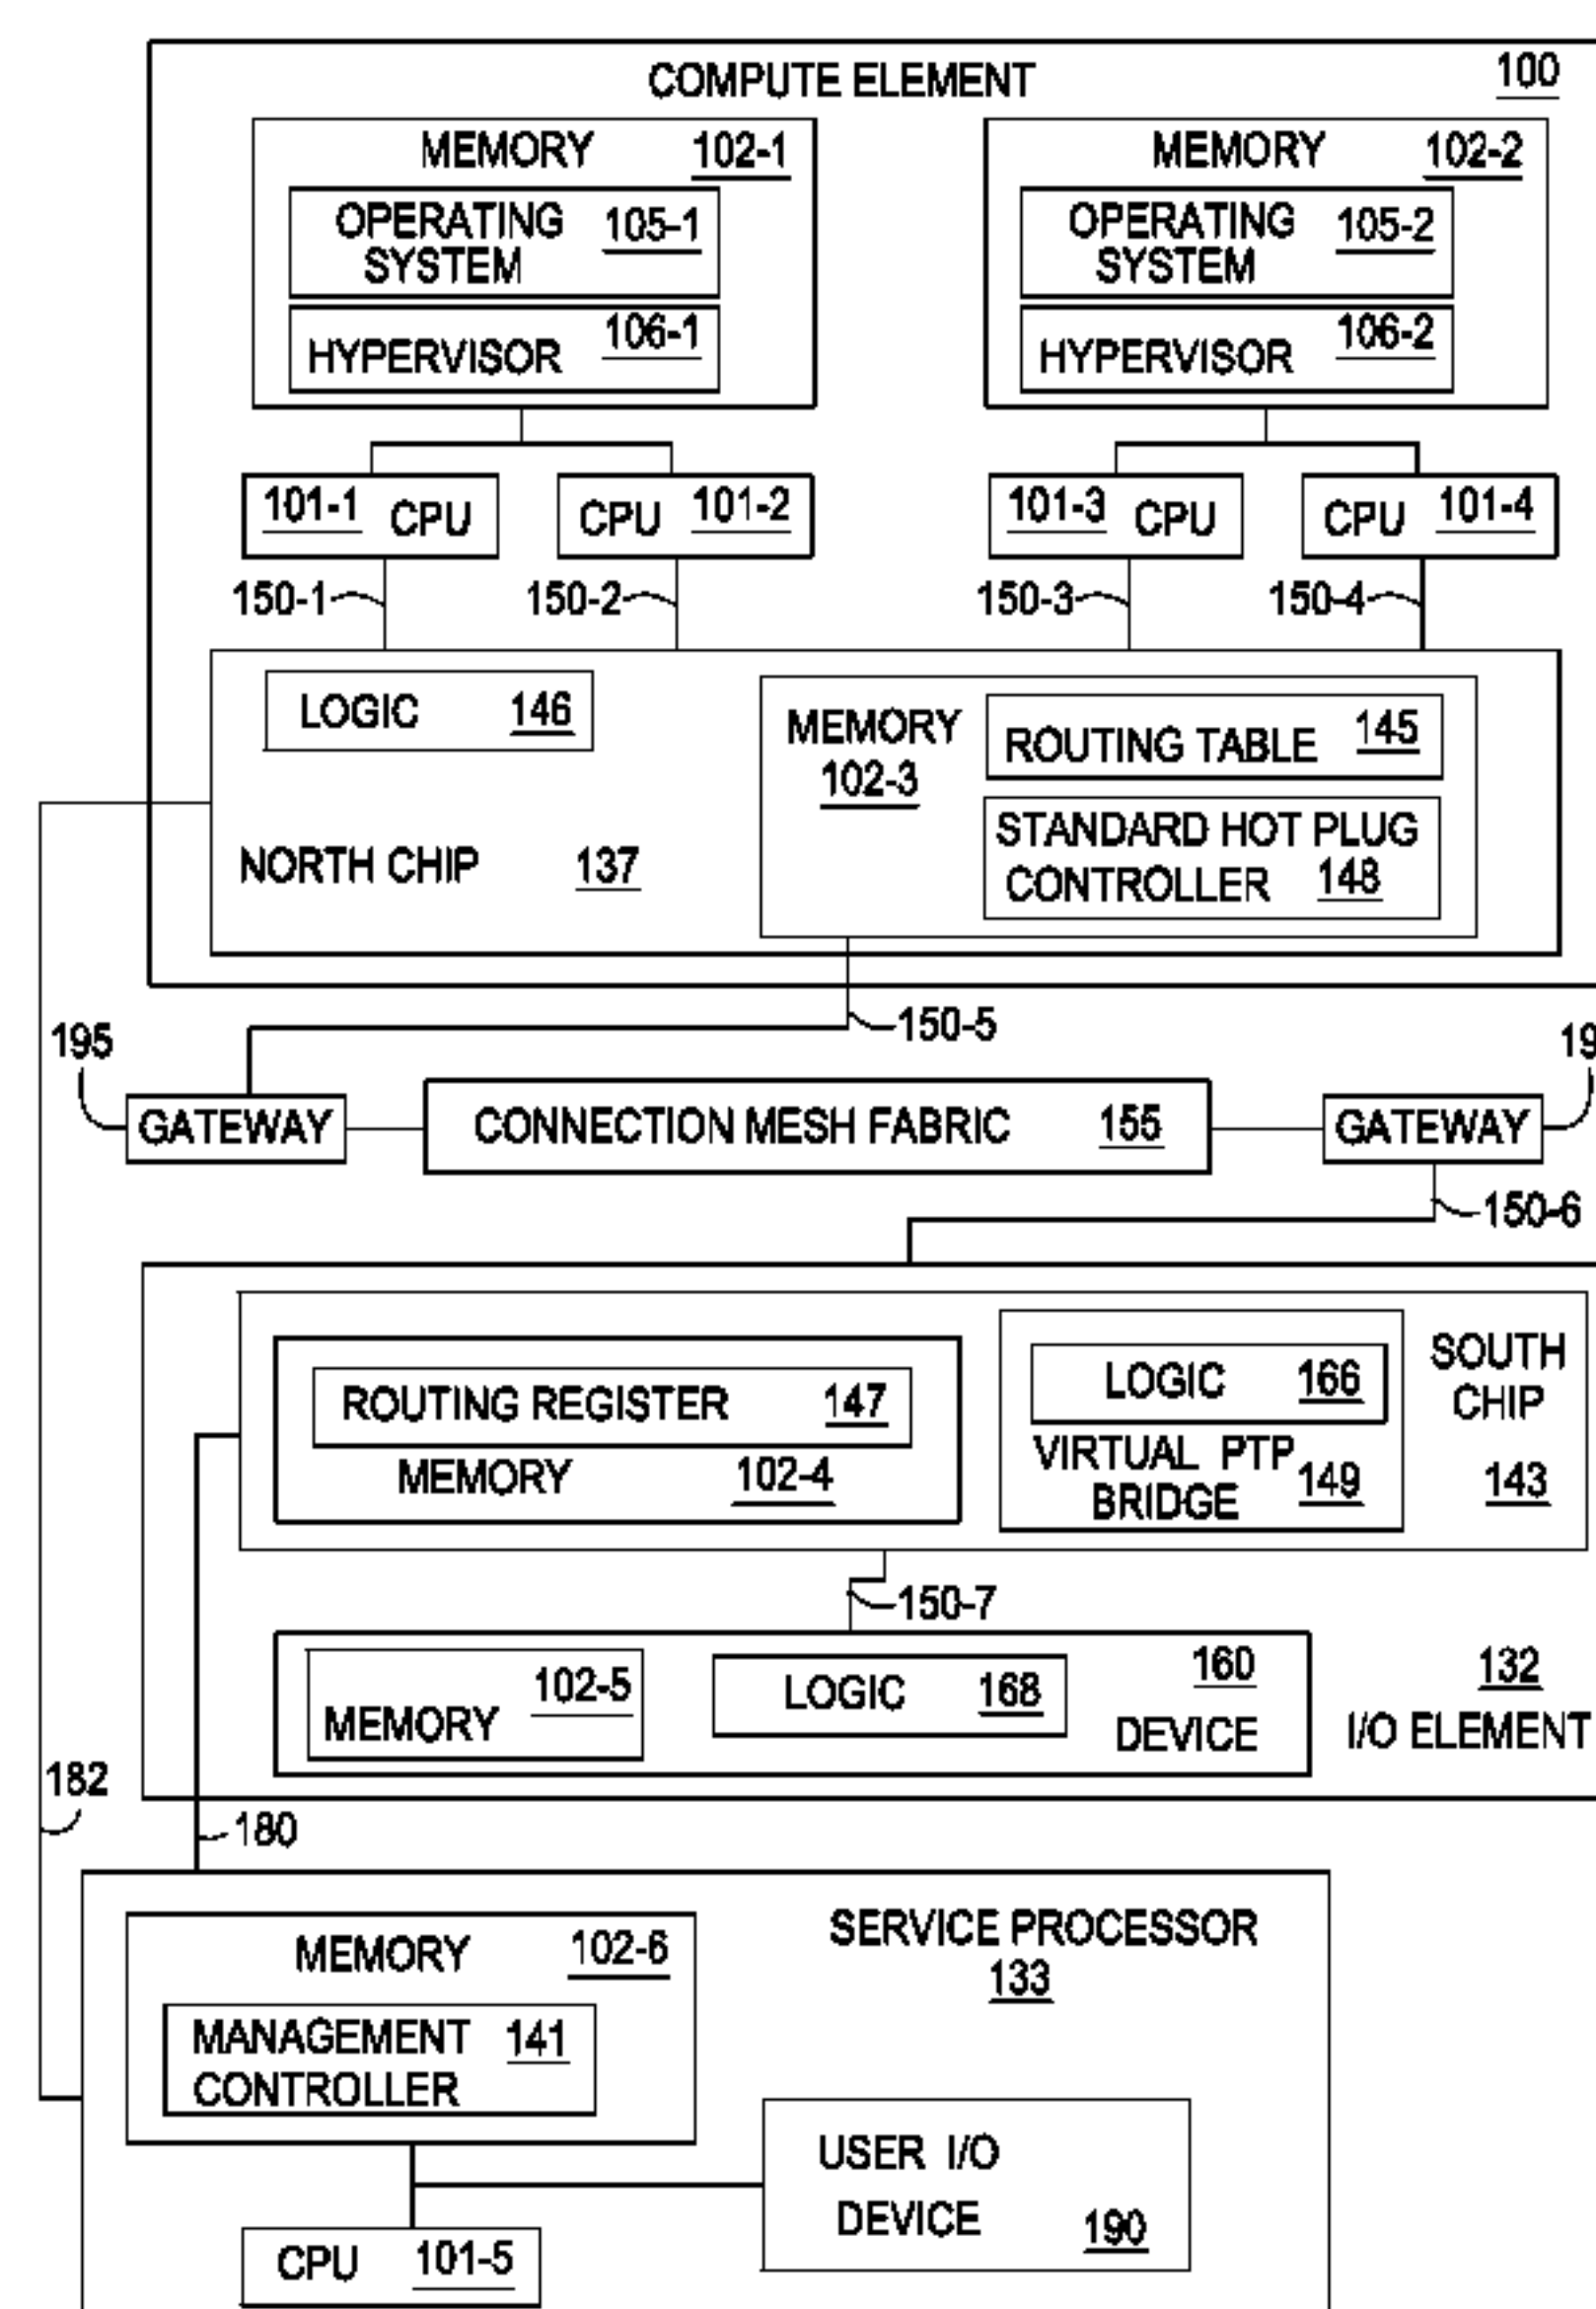 COMPUTE ELEMENT 100
MEMORY 102-1
OPERATING SYSTEM 105-1
HYPERVISOR 106-1
MEMORY 102-2
OPERATING SYSTEM 105-2
HYPERVISOR 106-2
101-1 CPU
CPU 101-2
101-3 CPU
CPU 101-4
150-1
150-2
150-3
150-4
LOGIC 146
NORTH CHIP 137
MEMORY
102-3
ROUTING TABLE 145
STANDARD HOT PLUG
CONTROLLER 148
150-5
195
19
GATEWAY
CONNECTION MESH FABRIC 155
GATEWAY
150-6
ROUTING REGISTER 147
MEMORY 102-4
LOGIC 166
VIRTUAL PTP
BRIDGE 149
SOUTH
CHIP
143
150-7
MEMORY 102-5
LOGIC 168
160
DEVICE
132
I/O ELEMENT
182
180
SERVICE PROCESSOR
133
MEMORY 102-6
MANAGEMENT 141
CONTROLLER
USER I/O
DEVICE 190
CPU 101-5